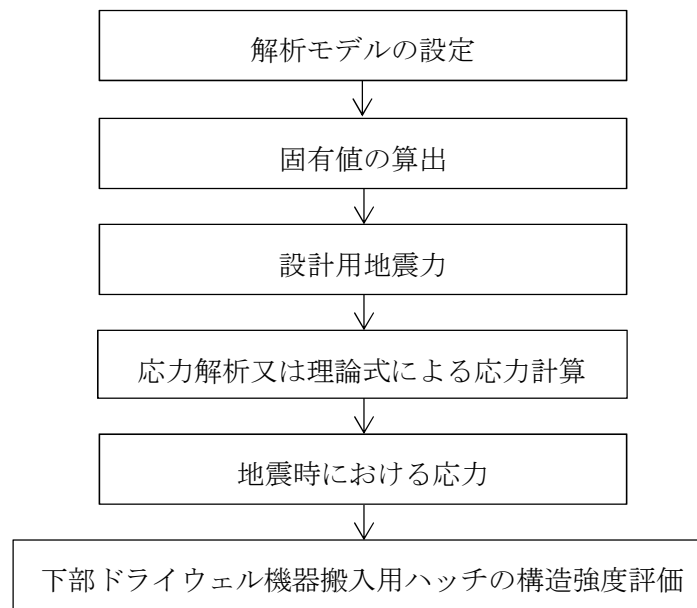 解析モデルの設定
固有値の算出
設計用地震力
応力解析又は理論式による応力計算
地震時における応力
下部ドライウェル機器搬入用ハッチの構造強度評価